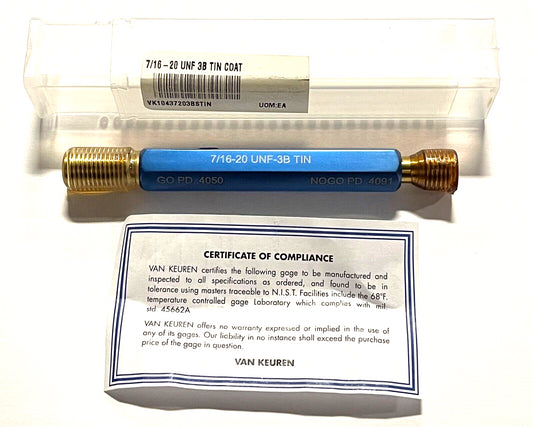 7/16 – 20 UNF 3B TIN COAT
VK10437203BSTIN
UOM:EA
7/16-20 UNF-3B TIN
GO PD .4050
NOGO PD .4091
CERTIFICATE OF COMPLIANCE
VAN KEUREN certifies the following gage to be manufactured and
inspected to all specifications as ordered, and found to be in
tolerance using masters traceable to N.I.S.T. Facilities include the 68°F.
temperature controlled gage Laboratory which complies with mil
std. 45662A
VAN KEUREN offers no warranty expressed or implied in the use of
any of its gages. Our liability in no instance shall exceed the purchase
price of the gage in question.
VAN KEUREN